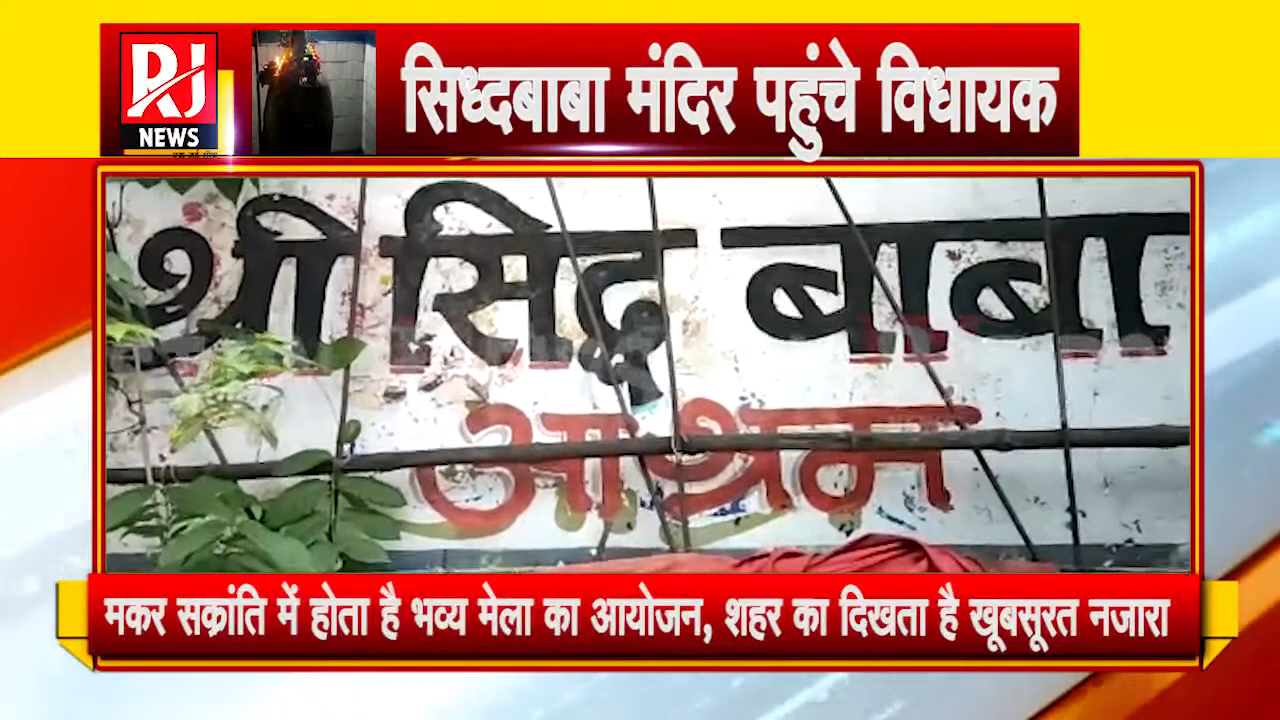 RJ
NEWS
सिध्दबाबा मंदिर पहुंचे विधायक
श्री सिद्ध बाबा
आश्रम
मकर सक्रांति में होता है भव्य मेला का आयोजन, शहर का दिखता है खूबसूरत नजारा